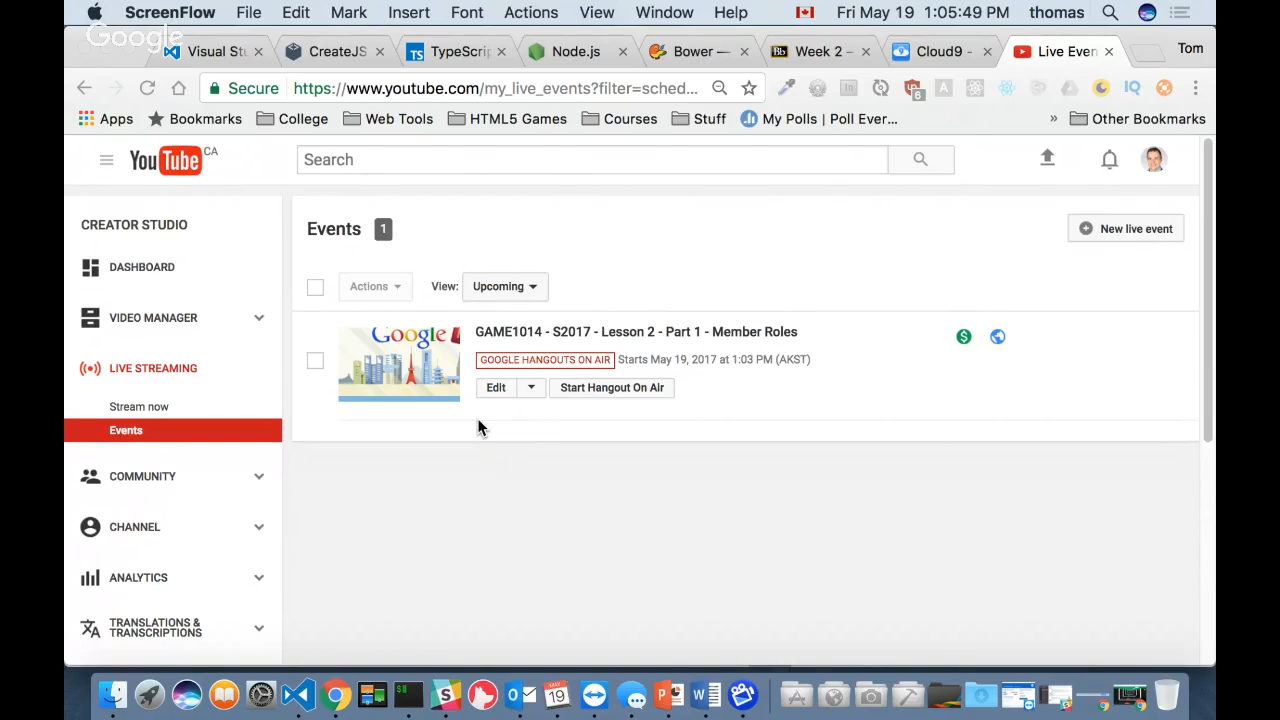 ScreenFlow File Edit Mark Insert Font Actions View Window Help Fri May 19 1:05:49 PM thomas
Google
Visual Stu CreateJS TypeScrip Node.js Bower — Week 2 – Cloud9 - Live Even Tom
Secure https://www.youtube.com/my_live_events?filter=sched...
6
Apps Bookmarks College Web Tools HTML5 Games Courses Stuff My Polls | Poll Ever... » Other Bookmarks
YouTube CA Search
CREATOR STUDIO
DASHBOARD
VIDEO MANAGER
LIVE STREAMING
Stream now
Events
COMMUNITY
CHANNEL
ANALYTICS
TRANSLATIONS &
TRANSCRIPTIONS
Events 1 New live event
Actions View: Upcoming
Google
GAME1014 - S2017 - Lesson 2 - Part 1 - Member Roles
GOOGLE HANGOUTS ON AIR Starts May 19, 2017 at 1:03 PM (AKST)
Edit Start Hangout On Air
19